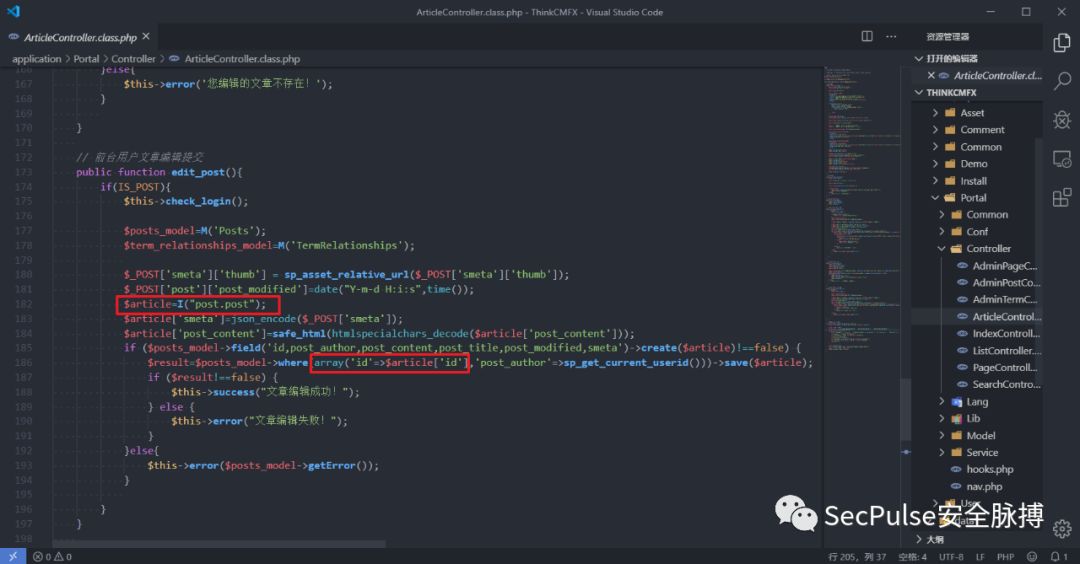 ArticleController.class.php - ThinkCMFX - Visual Studio Code
ArticleController.class.php
资源管理器
application > Portal > Controller > ArticleController.class.php
打开的编辑器
ArticleController.cl...
THINKCMFX
Asset
Comment
Common
Demo
Install
Portal
Common
Conf
Controller
AdminPageC...
AdminPostCo...
AdminTermC...
ArticleControl...
IndexControll...
ListController....
PageControll...
SearchContro...
Lang
Lib
Model
Service
hooks.php
nav.php
User
data
大纲
166 }else{
167 $this->error('您编辑的文章不存在！');
168 }
169
170 }
171
172 // 前台用户文章编辑提交
173 public function edit_post(){
174 if(IS_POST){
175 $this->check_login();
176
177 $posts_model=M('Posts');
178 $term_relationships_model=M('TermRelationships');
179
180 $_POST['smeta']['thumb'] = sp_asset_relative_url($_POST['smeta']['thumb']);
181 $_POST['post']['post_modified']=date("Y-m-d H:i:s",time());
182 $article=I("post.post");
183 $article['smeta']=json_encode($_POST['smeta']);
184 $article['post_content']=safe_html(htmlspecialchars_decode($article['post_content']));
185 if ($posts_model->field('id,post_author,post_content,post_title,post_modified,smeta')->create($article)!==false) {
186 $result=$posts_model->where(array('id'=>$article['id'],'post_author'=>sp_get_current_userid()))->save($article);
187 if ($result!==false) {
188 $this->success("文章编辑成功！");
189 } else {
190 $this->error("文章编辑失败！");
191 }
192 }else{
193 $this->error($posts_model->getError());
194 }
195
196 }
197 }
198
SecPulse安全脉搏
0 0
行 205，列 37 空格: 4 UTF-8 LF PHP 1